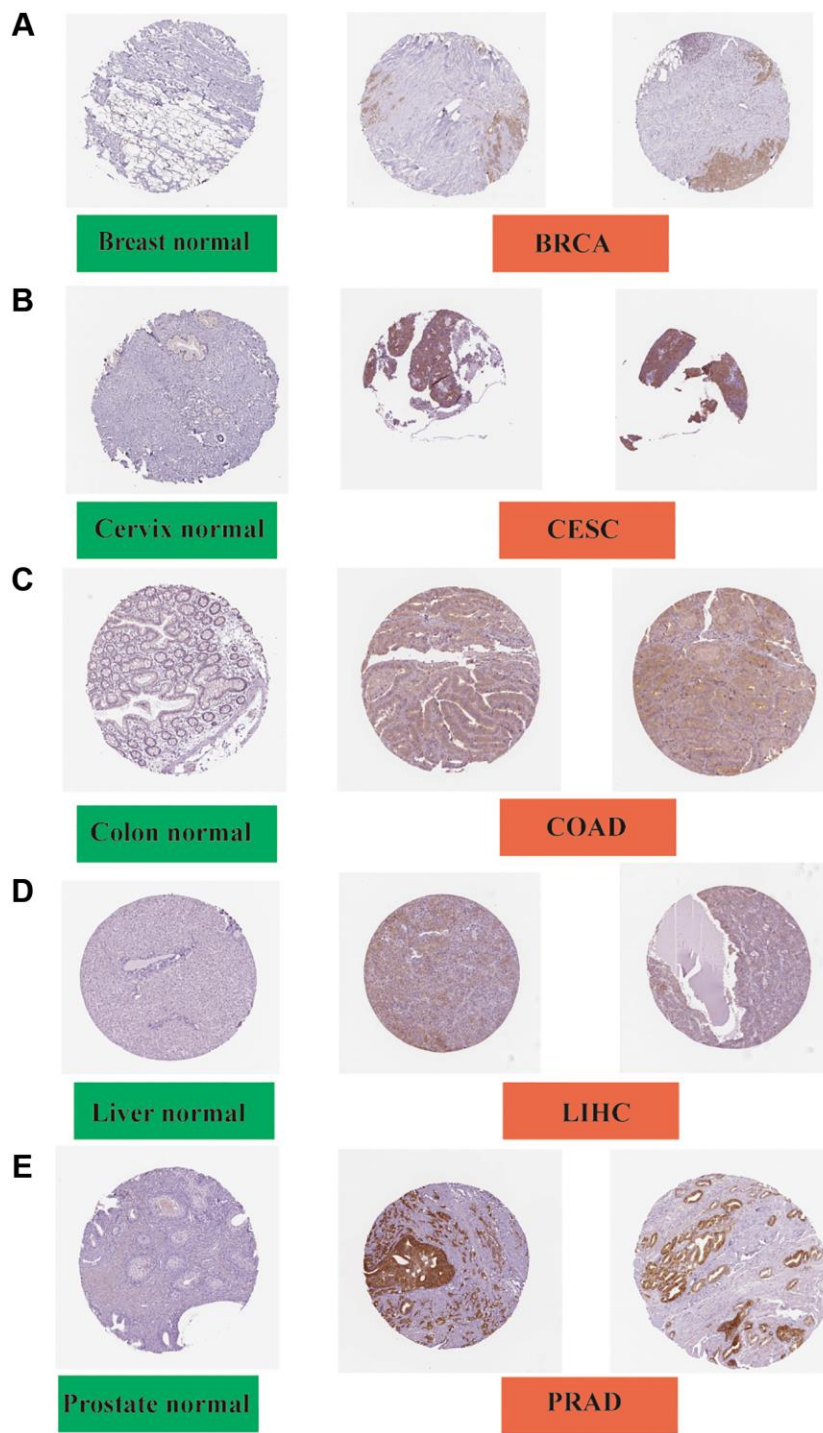 A
Breast normal
BRCA
B
Cervix normal
CESC
C
Colon normal
COAD
D
Liver normal
LIHC
E
Prostate normal
PRAD